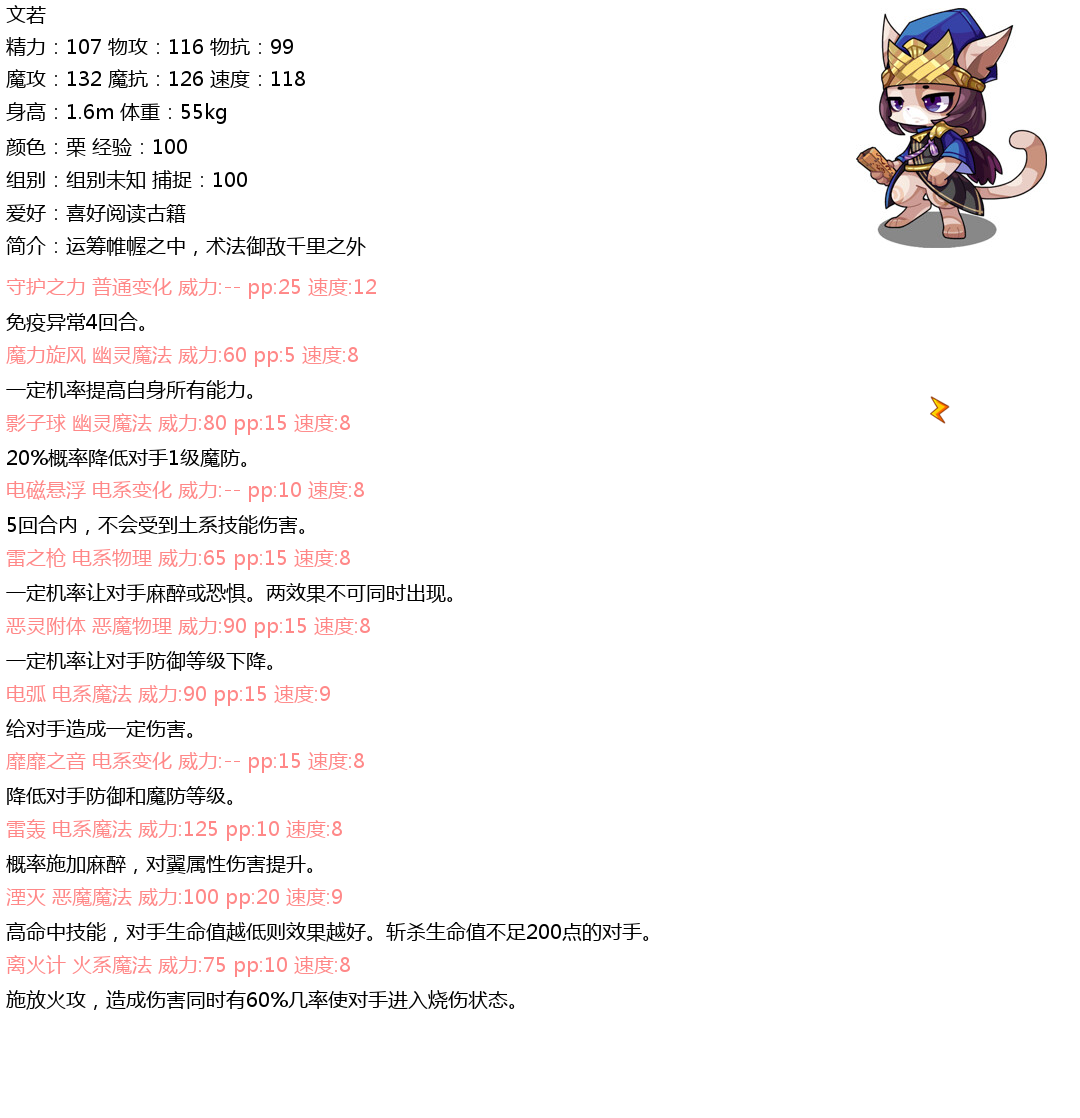 文若
精力：107 物攻：116 物抗：99
魔攻：132 魔抗：126 速度：118
身高：1.6m 体重：55kg
颜色：栗 经验：100
组别：组别未知 捕捉：100
爱好：喜好阅读古籍
简介：运筹帷幄之中，术法御敌千里之外
守护之力 普通变化 威力:-- pp:25 速度:12
免疫异常4回合。
魔力旋风 幽灵魔法 威力:60 pp:5 速度:8
一定机率提高自身所有能力。
影子球 幽灵魔法 威力:80 pp:15 速度:8
20%概率降低对手1级魔防。
电磁悬浮 电系变化 威力:-- pp:10 速度:8
5回合内，不会受到土系技能伤害。
雷之枪 电系物理 威力:65 pp:15 速度:8
一定机率让对手麻醉或恐惧。两效果不可同时出现。
恶灵附体 恶魔物理 威力:90 pp:15 速度:8
一定机率让对手防御等级下降。
电弧 电系魔法 威力:90 pp:15 速度:9
给对手造成一定伤害。
靡靡之音 电系变化 威力:-- pp:15 速度:8
降低对手防御和魔防等级。
雷轰 电系魔法 威力:125 pp:10 速度:8
概率施加麻醉，对翼属性伤害提升。
湮灭 恶魔魔法 威力:100 pp:20 速度:9
高命中技能，对手生命值越低则效果越好。斩杀生命值不足200点的对手。
离火计 火系魔法 威力:75 pp:10 速度:8
施放火攻，造成伤害同时有60%几率使对手进入烧伤状态。